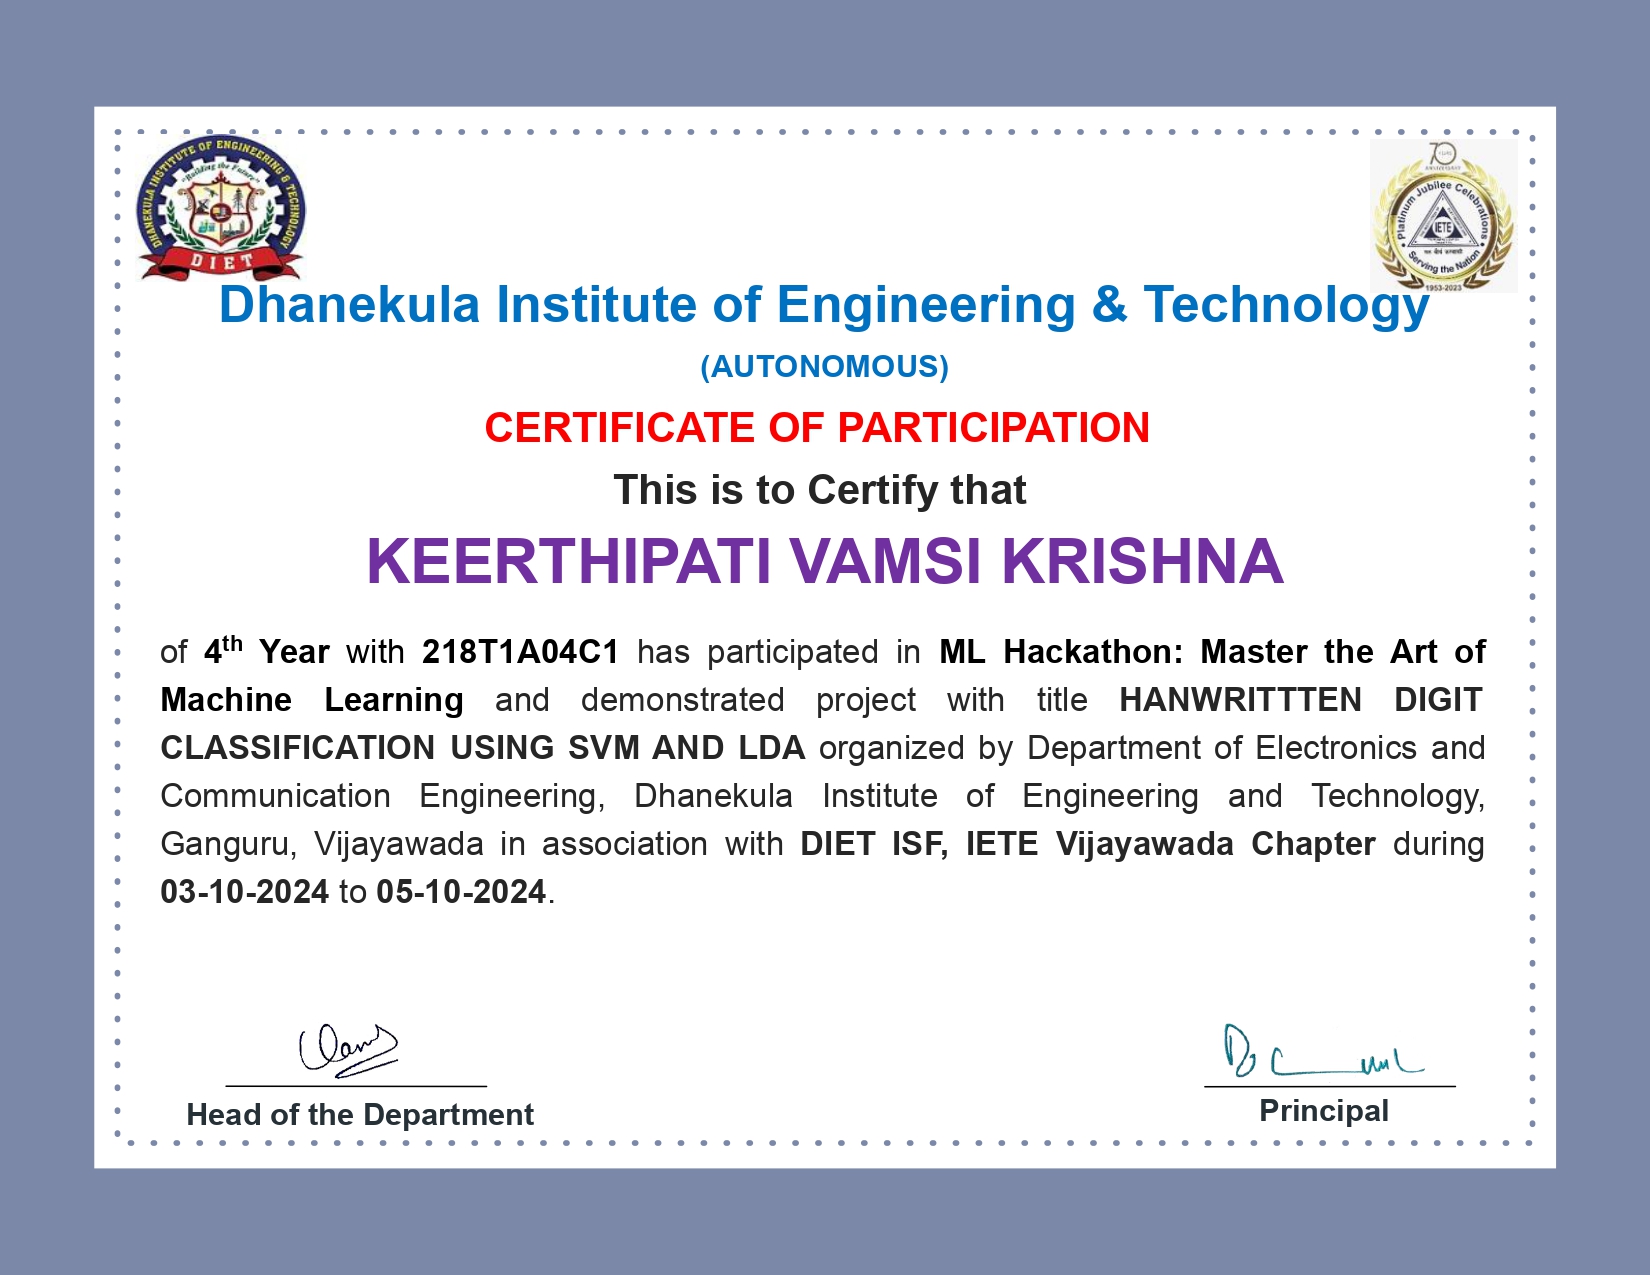 DHANEKULA INSTITUTE OF ENGINEERING & TECHNOLOGY
"Building the Future"
DIET
70
Platinum Jubilee Celebrations
IETE
Serving the Nation
1953-2023
Dhanekula Institute of Engineering & Technology
(AUTONOMOUS)
CERTIFICATE OF PARTICIPATION
This is to Certify that
KEERTHIPATI VAMSI KRISHNA
of 4th Year with 218T1A04C1 has participated in ML Hackathon: Master the Art of
Machine Learning and demonstrated project with title HANWRITTTEN DIGIT
CLASSIFICATION USING SVM AND LDA organized by Department of Electronics and
Communication Engineering, Dhanekula Institute of Engineering and Technology,
Ganguru, Vijayawada in association with DIET ISF, IETE Vijayawada Chapter during
03-10-2024 to 05-10-2024.
Head of the Department
Principal